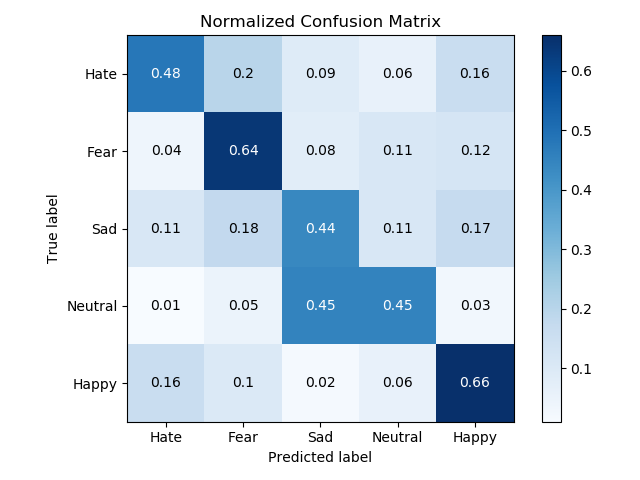 Normalized Confusion Matrix
True label
Hate 0.48 0.2 0.09 0.06 0.16
Fear 0.04 0.64 0.08 0.11 0.12
Sad 0.11 0.18 0.44 0.11 0.17
Neutral 0.01 0.05 0.45 0.45 0.03
Happy 0.16 0.1 0.02 0.06 0.66
Hate Fear Sad Neutral Happy
Predicted label
0.6
0.5
0.4
0.3
0.2
0.1